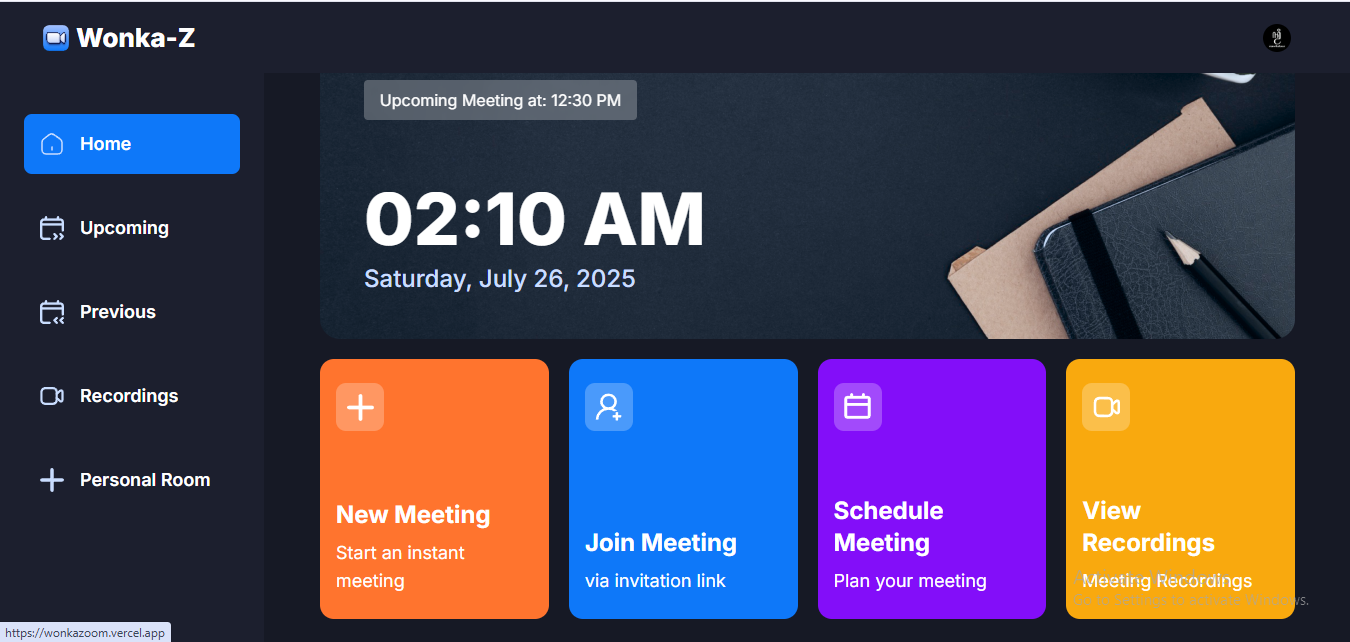 Wonka-Z
Upcoming Meeting at: 12:30 PM
02:10 AM
Saturday, July 26, 2025
Home
Upcoming
Previous
Recordings
Personal Room
New Meeting
Start an instant
meeting
Join Meeting
via invitation link
Schedule
Meeting
Plan your meeting
View
Recordings
Meeting Recordings
Activate Windows
Go to Settings to activate Windows.
https://wonkazoom.vercel.app